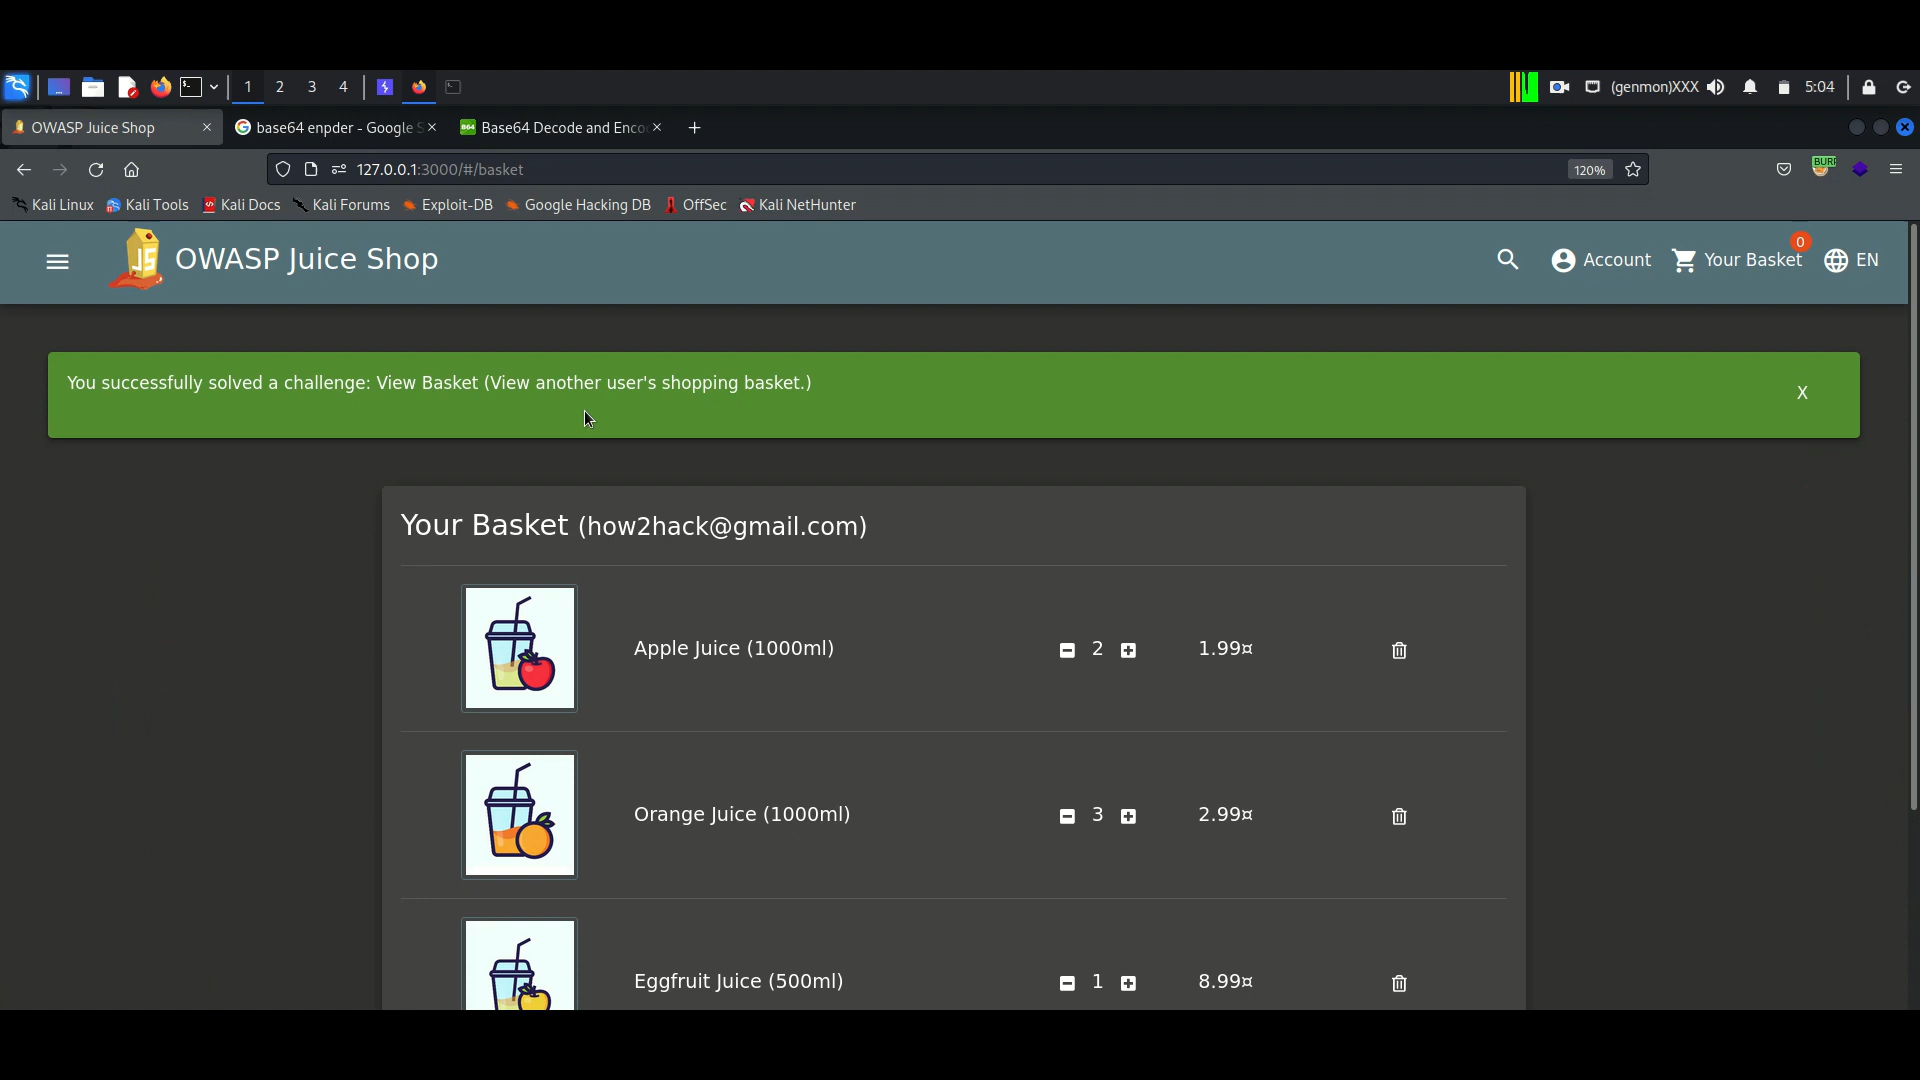 1 2 3 4 (genmon)XXX 5:04
OWASP Juice Shop base64 enpder - Google S Base64 Decode and Enco
127.0.0.1:3000/#/basket 120% BURP
Kali Linux Kali Tools Kali Docs Kali Forums Exploit-DB Google Hacking DB OffSec Kali NetHunter
JS OWASP Juice Shop Account Your Basket 0 EN
You successfully solved a challenge: View Basket (View another user's shopping basket.) X
Your Basket (how2hack@gmail.com)
Apple Juice (1000ml) 2 1.99¤
Orange Juice (1000ml) 3 2.99¤
Eggfruit Juice (500ml) 1 8.99¤